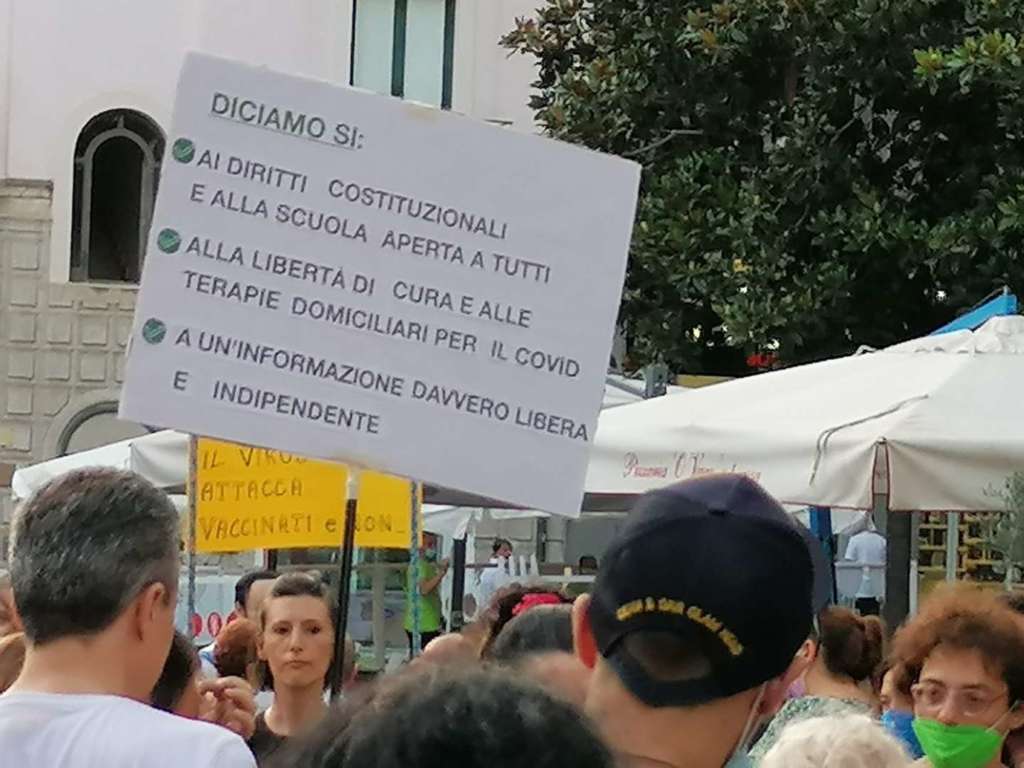 DICIAMO SI:
AI DIRITTI COSTITUZIONALI
E ALLA SCUOLA APERTA A TUTTI
ALLA LIBERTÀ DI CURA E ALLE
TERAPIE DOMICILIARI PER IL COVID
A UN'INFORMAZIONE DAVVERO LIBERA
E INDIPENDENTE
IL VIRUS
ATTACCA
VACCINATI e NON...